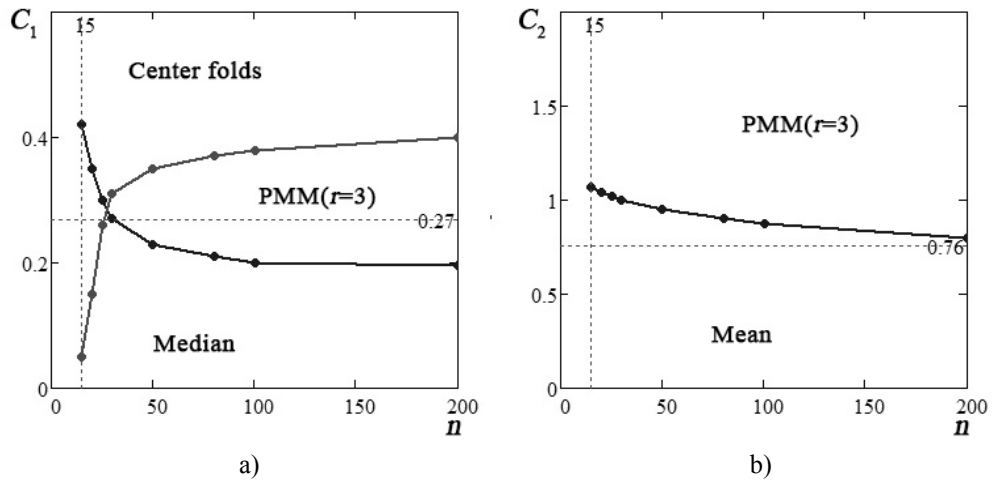 C₁
15
Center folds
0.4
PMM(r=3)
0.27
0.2
Median
0
0 50 100 150 200
n
a)
C₂
15
1.5
PMM(r=3)
1
0.76
0.5
Mean
0
0 50 100 150 200
n
b)